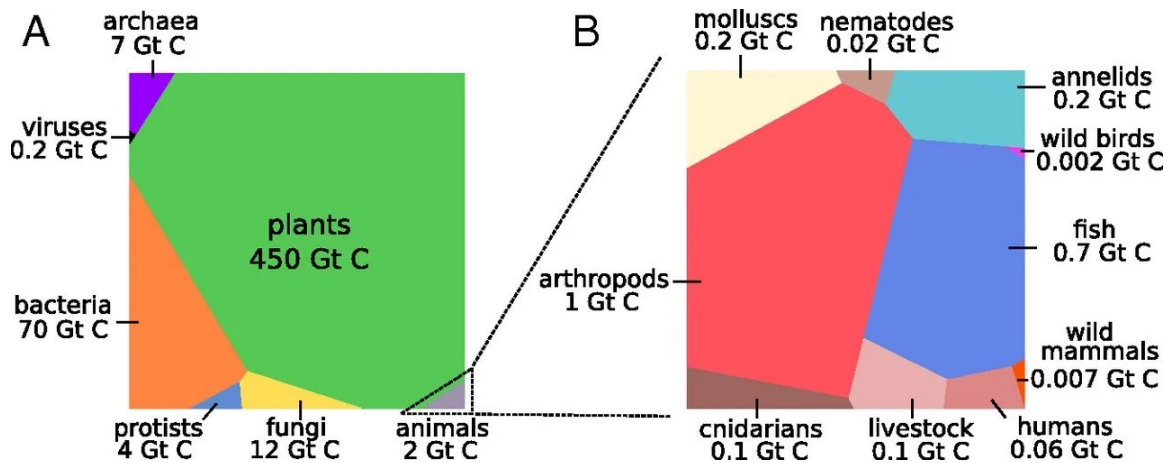 A
archaea
7 Gt C
viruses
0.2 Gt C
plants
450 Gt C
bacteria
70 Gt C
protists
4 Gt C
fungi
12 Gt C
animals
2 Gt C
B
molluscs
0.2 Gt C
nematodes
0.02 Gt C
annelids
0.2 Gt C
wild birds
0.002 Gt C
fish
0.7 Gt C
arthropods
1 Gt C
wild
mammals
0.007 Gt C
cnidarians
0.1 Gt C
livestock
0.1 Gt C
humans
0.06 Gt C